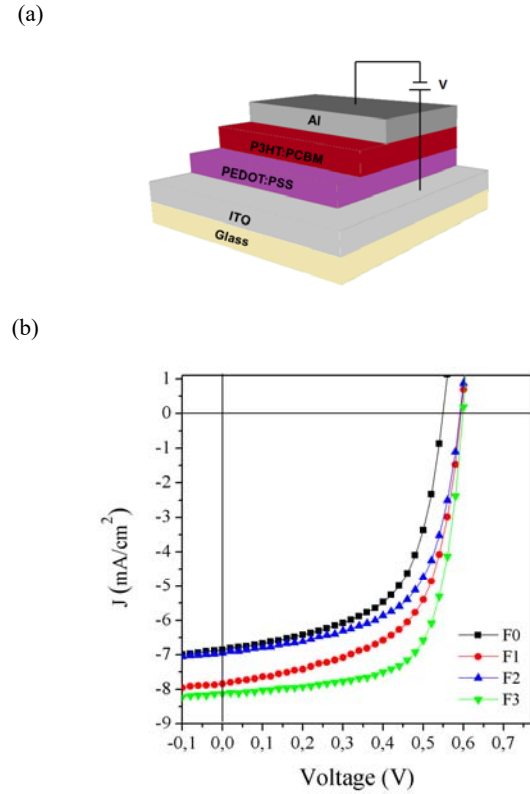 (a)
V
Al
P3HT:PCBM
PEDOT:PSS
ITO
Glass
(b)
1
0
-1
-2
-3
-4
-5
-6
-7
-8
-9
J (mA/cm²)
F0
F1
F2
F3
-0,1 0,0 0,1 0,2 0,3 0,4 0,5 0,6 0,7
Voltage (V)